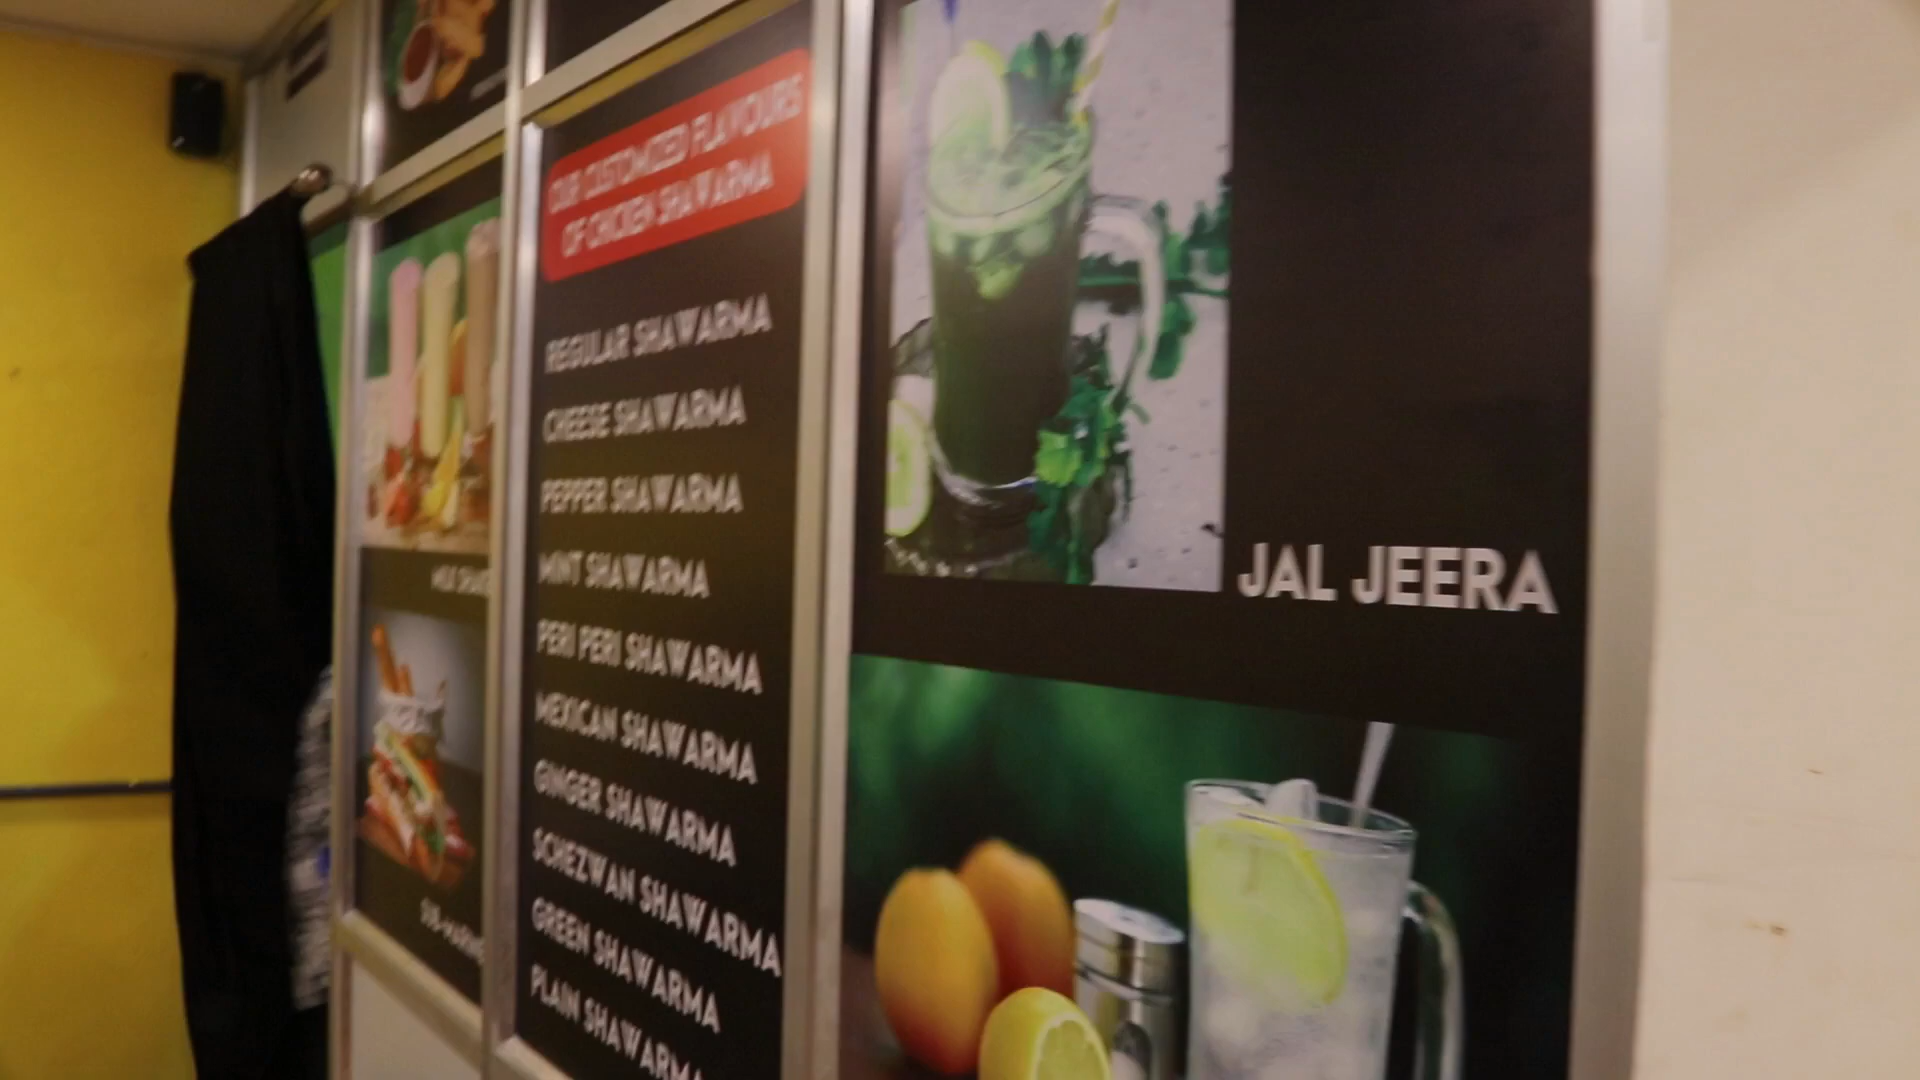 OUR CUSTOMIZED FLAVOURS
OF CHICKEN SHAWARMA
REGULAR SHAWARMA
CHEESE SHAWARMA
PEPPER SHAWARMA
MINT SHAWARMA
PERI PERI SHAWARMA
MEXICAN SHAWARMA
GINGER SHAWARMA
SCHEZWAN SHAWARMA
GREEN SHAWARMA
PLAIN SHAWARMA
JAL JEERA
MILK